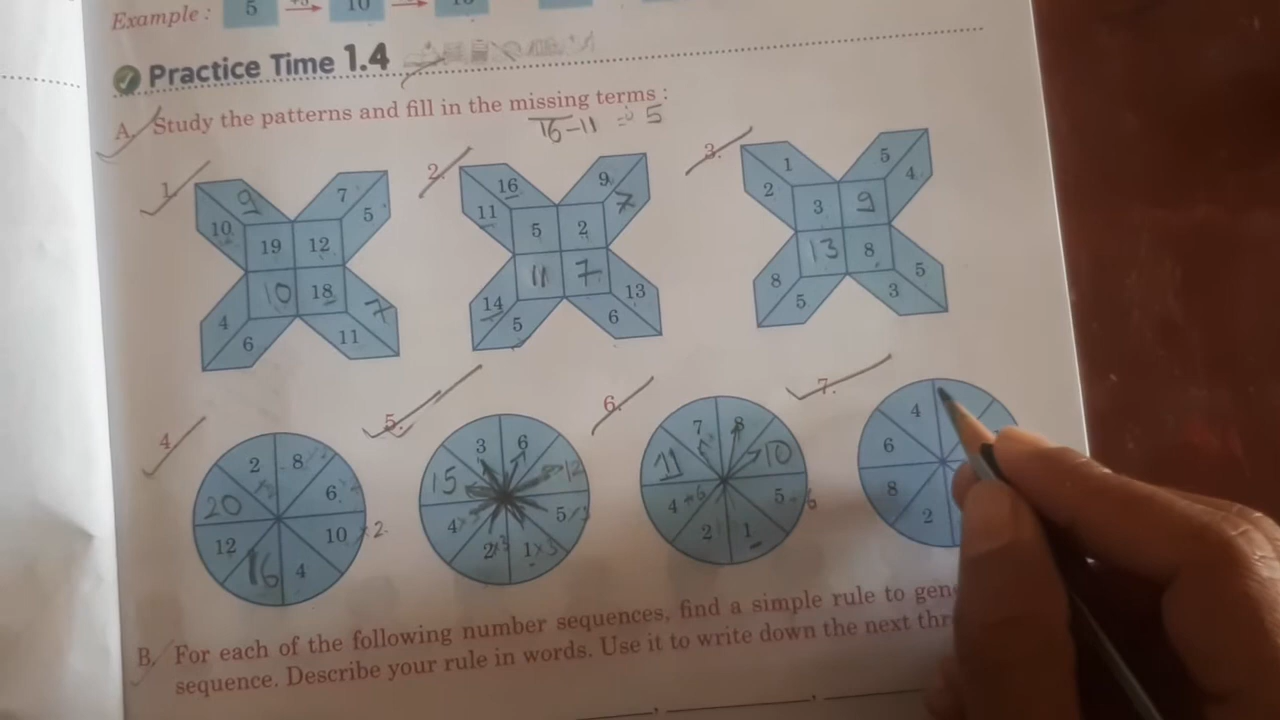 Example : 5 10
Practice Time 1.4
A. Study the patterns and fill in the missing terms :
16-11 = 5
1. 9 10 7 5 19 12 10 18 4 6 11 7
2. 16 11 9 7 5 2 11 7 14 5 13 6
3. 1 2 5 4 3 9 13 8 8 5 5 3
4. 2 8 6 10 ×2 4 16 12 20
5. 3 6 12 5 1×3 2×3 4 15
6. 7 8 10 5 6 1 2 4+6 11
7. 4 6 8 2
B. For each of the following number sequences, find a simple rule to gen
sequence. Describe your rule in words. Use it to write down the next thr